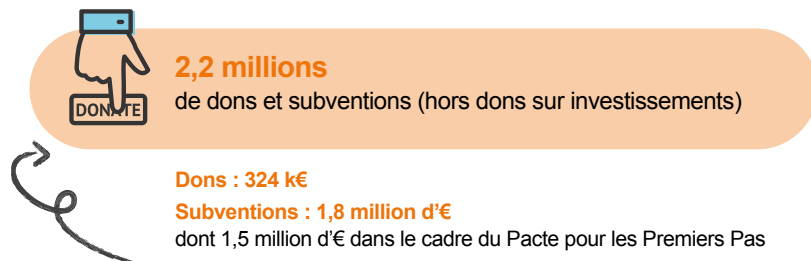 2,2 millions
de dons et subventions (hors dons sur investissements)
DONATE
Dons : 324 k€
Subventions : 1,8 million d'€
dont 1,5 million d'€ dans le cadre du Pacte pour les Premiers Pas